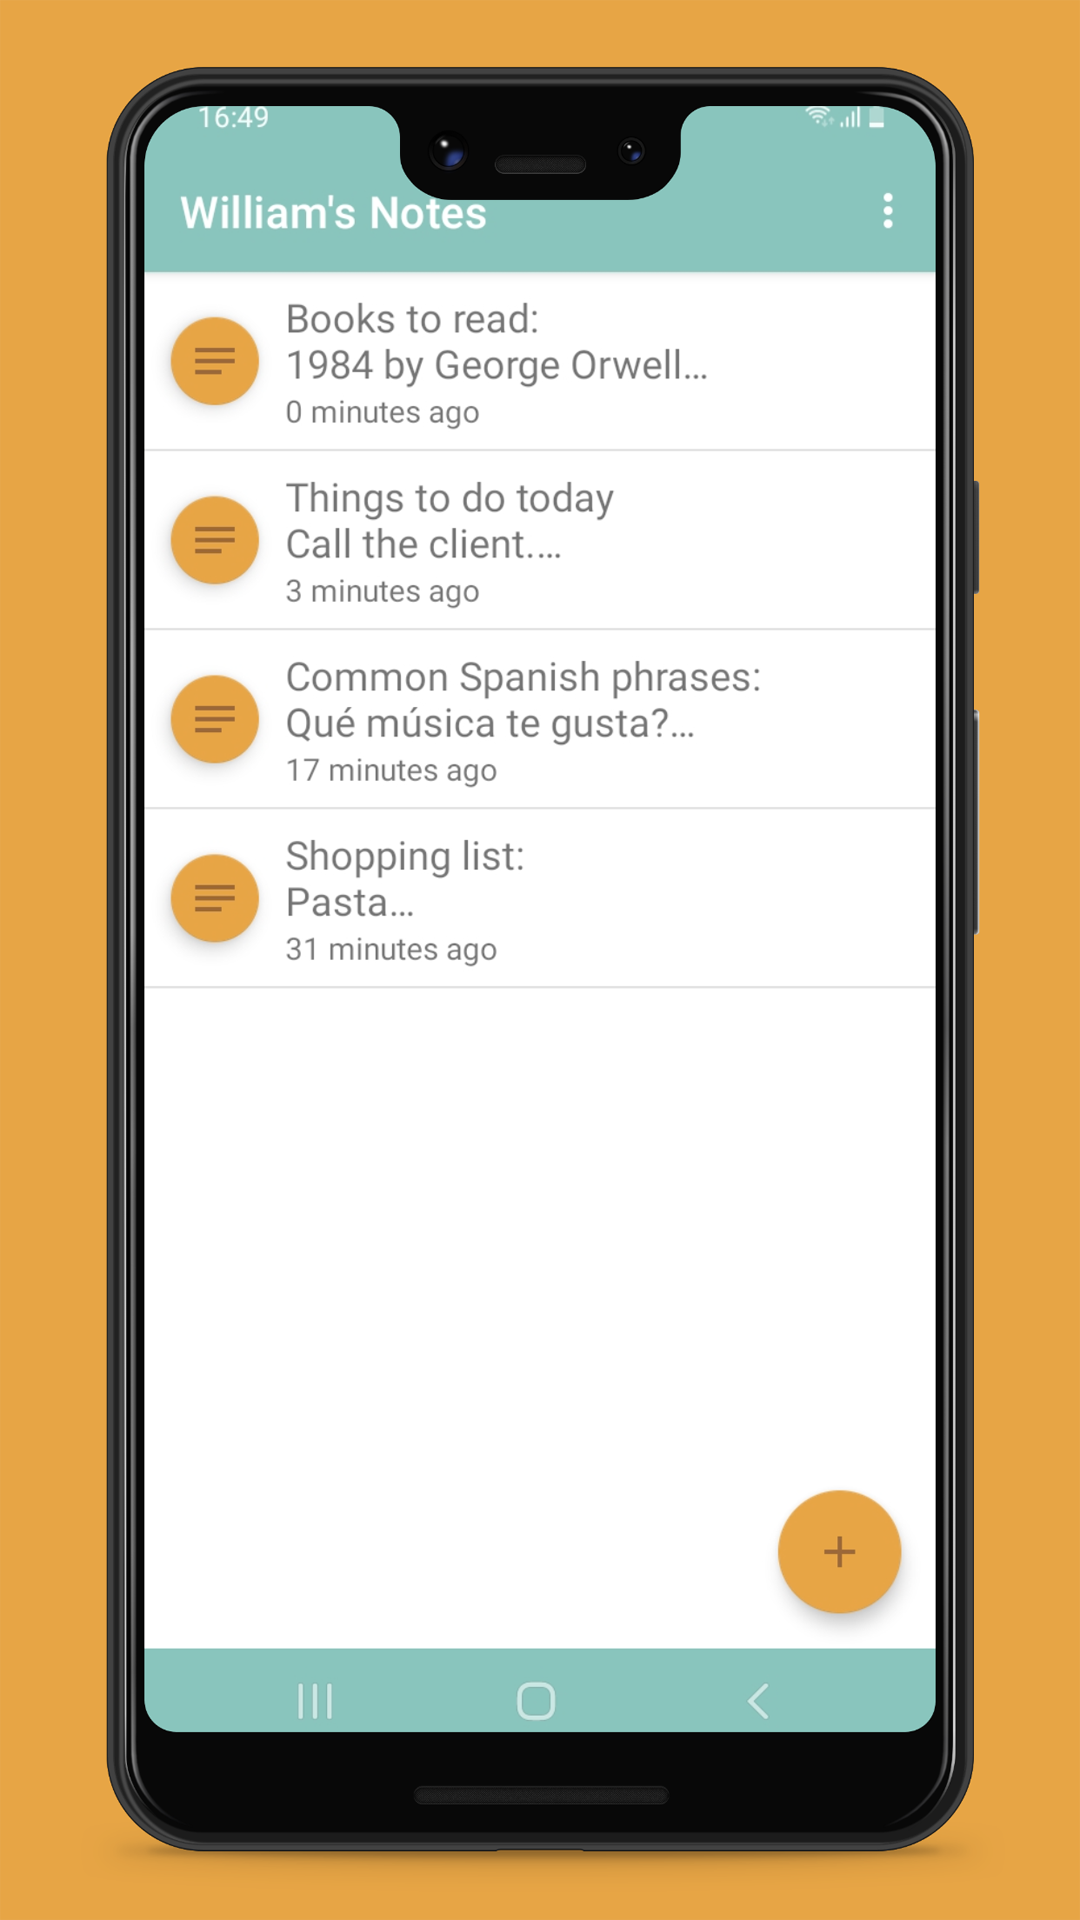 16:49
William's Notes
Books to read:
1984 by George Orwell...
0 minutes ago
Things to do today
Call the client....
3 minutes ago
Common Spanish phrases:
Qué música te gusta?...
17 minutes ago
Shopping list:
Pasta...
31 minutes ago